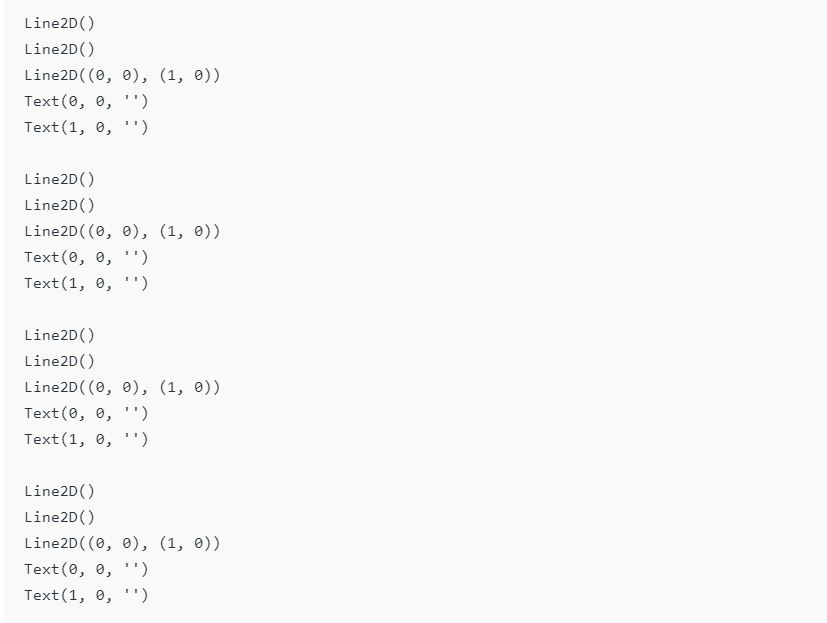 Line2D()
Line2D()
Line2D((0, 0), (1, 0))
Text(0, 0, '')
Text(1, 0, '')

Line2D()
Line2D()
Line2D((0, 0), (1, 0))
Text(0, 0, '')
Text(1, 0, '')

Line2D()
Line2D()
Line2D((0, 0), (1, 0))
Text(0, 0, '')
Text(1, 0, '')

Line2D()
Line2D()
Line2D((0, 0), (1, 0))
Text(0, 0, '')
Text(1, 0, '')